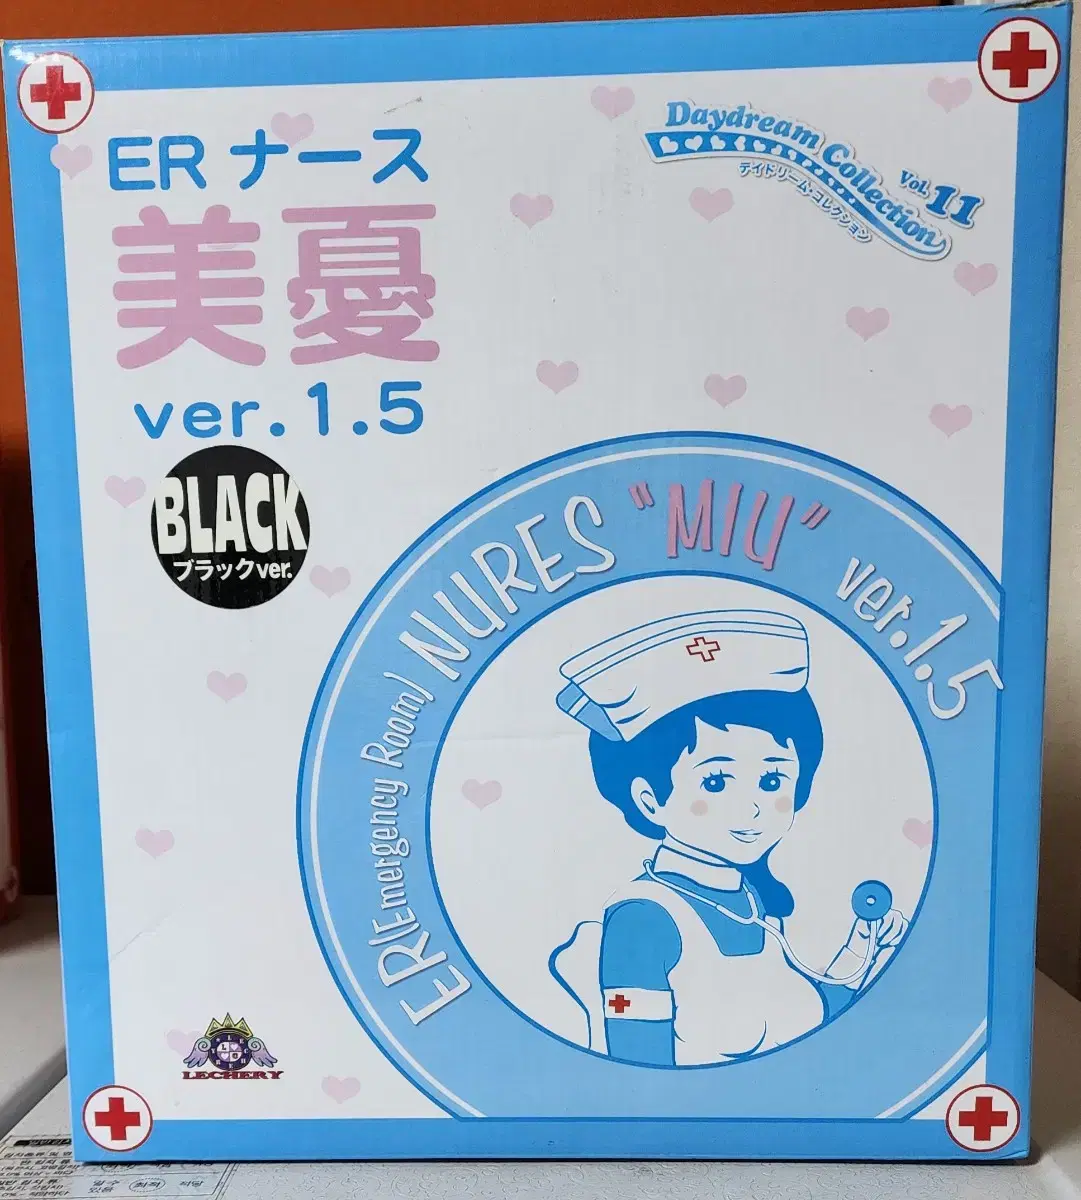 ER ナース
美憂
ver.1.5
BLACK
ブラックver.
Daydream Collection
Vol.11
デイドリーム・コレクション
ER(Emergency Room) NURES "MIU" ver.1.5
LECHERY